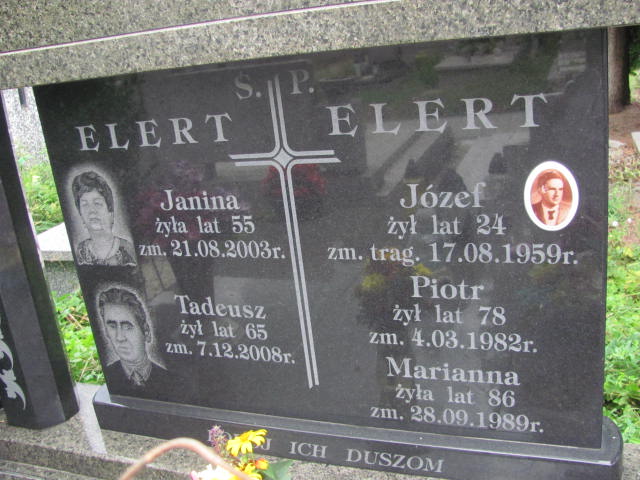 Ś. P.
ELERT
Janina
żyła lat 55
zm. 21.08.2003r.
Tadeusz
żył lat 65
zm. 7.12.2008r.
ELERT
Józef
żył lat 24
zm. trag. 17.08.1959r.
Piotr
żył lat 78
zm. 4.03.1982r.
Marianna
żyła 86
zm. 28.09.1989r.
ICH DUSZOM